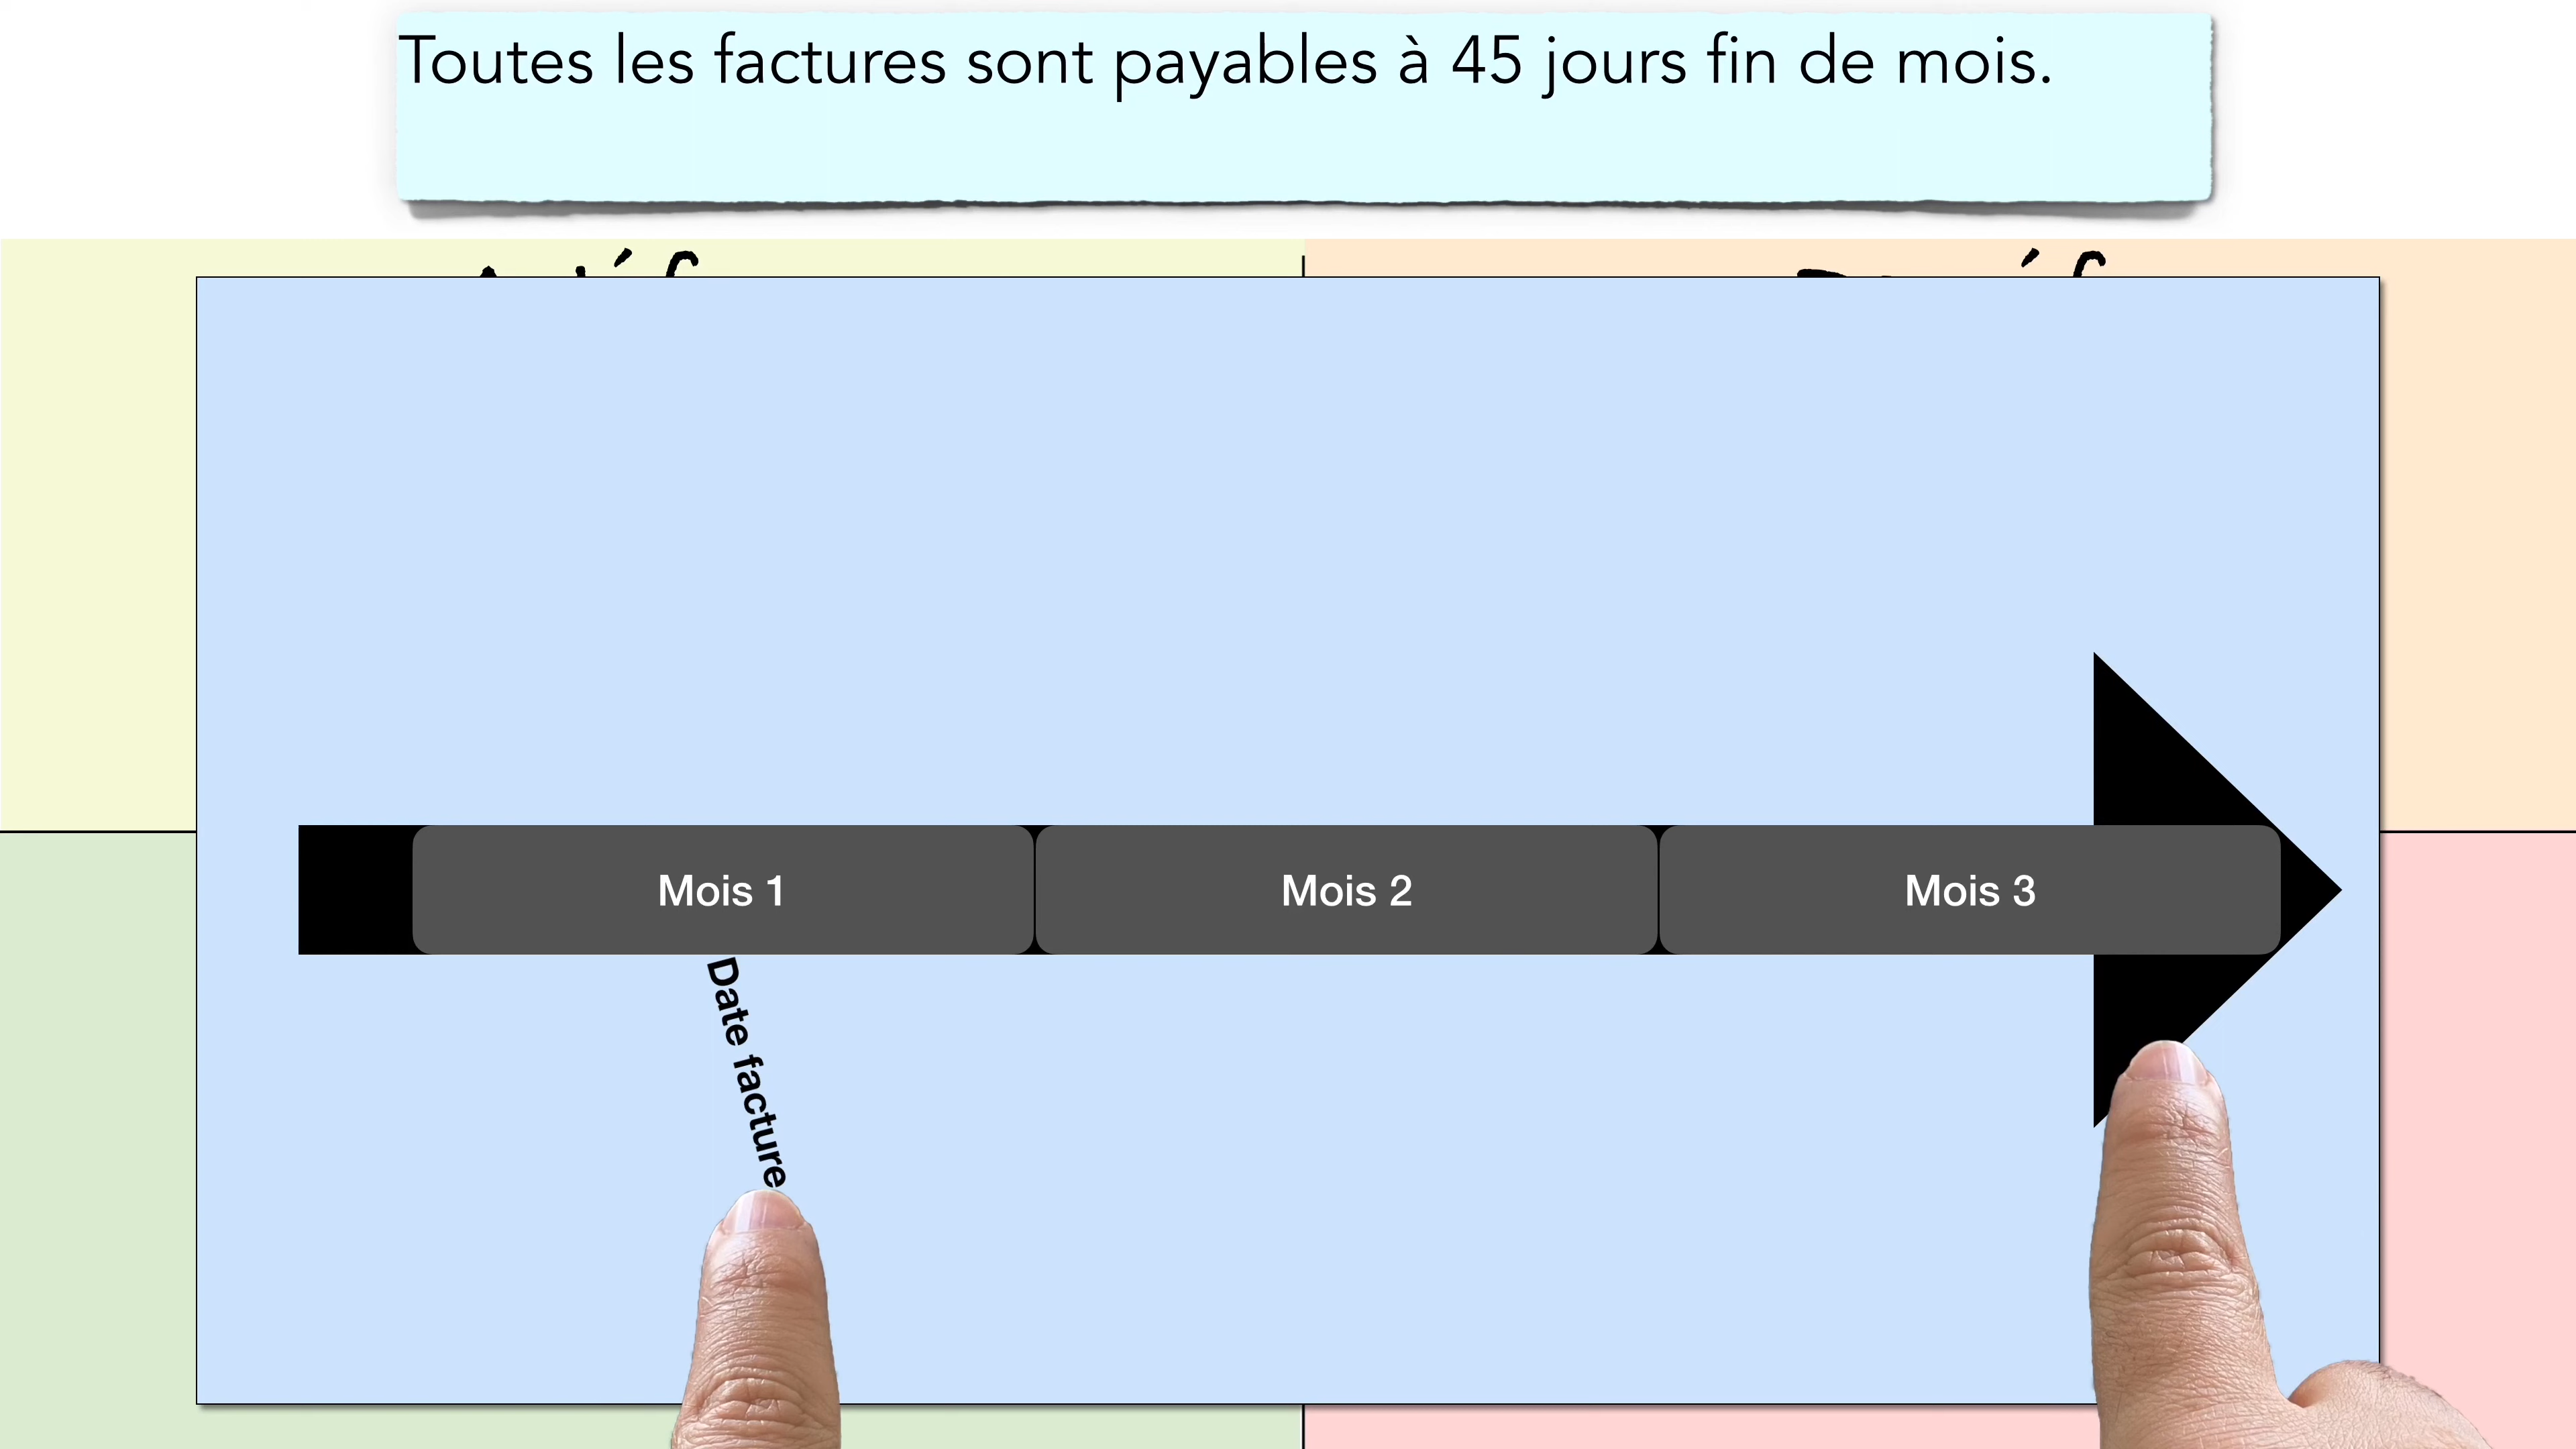 Toutes les factures sont payables à 45 jours fin de mois.
Mois 1
Mois 2
Mois 3
Date facture